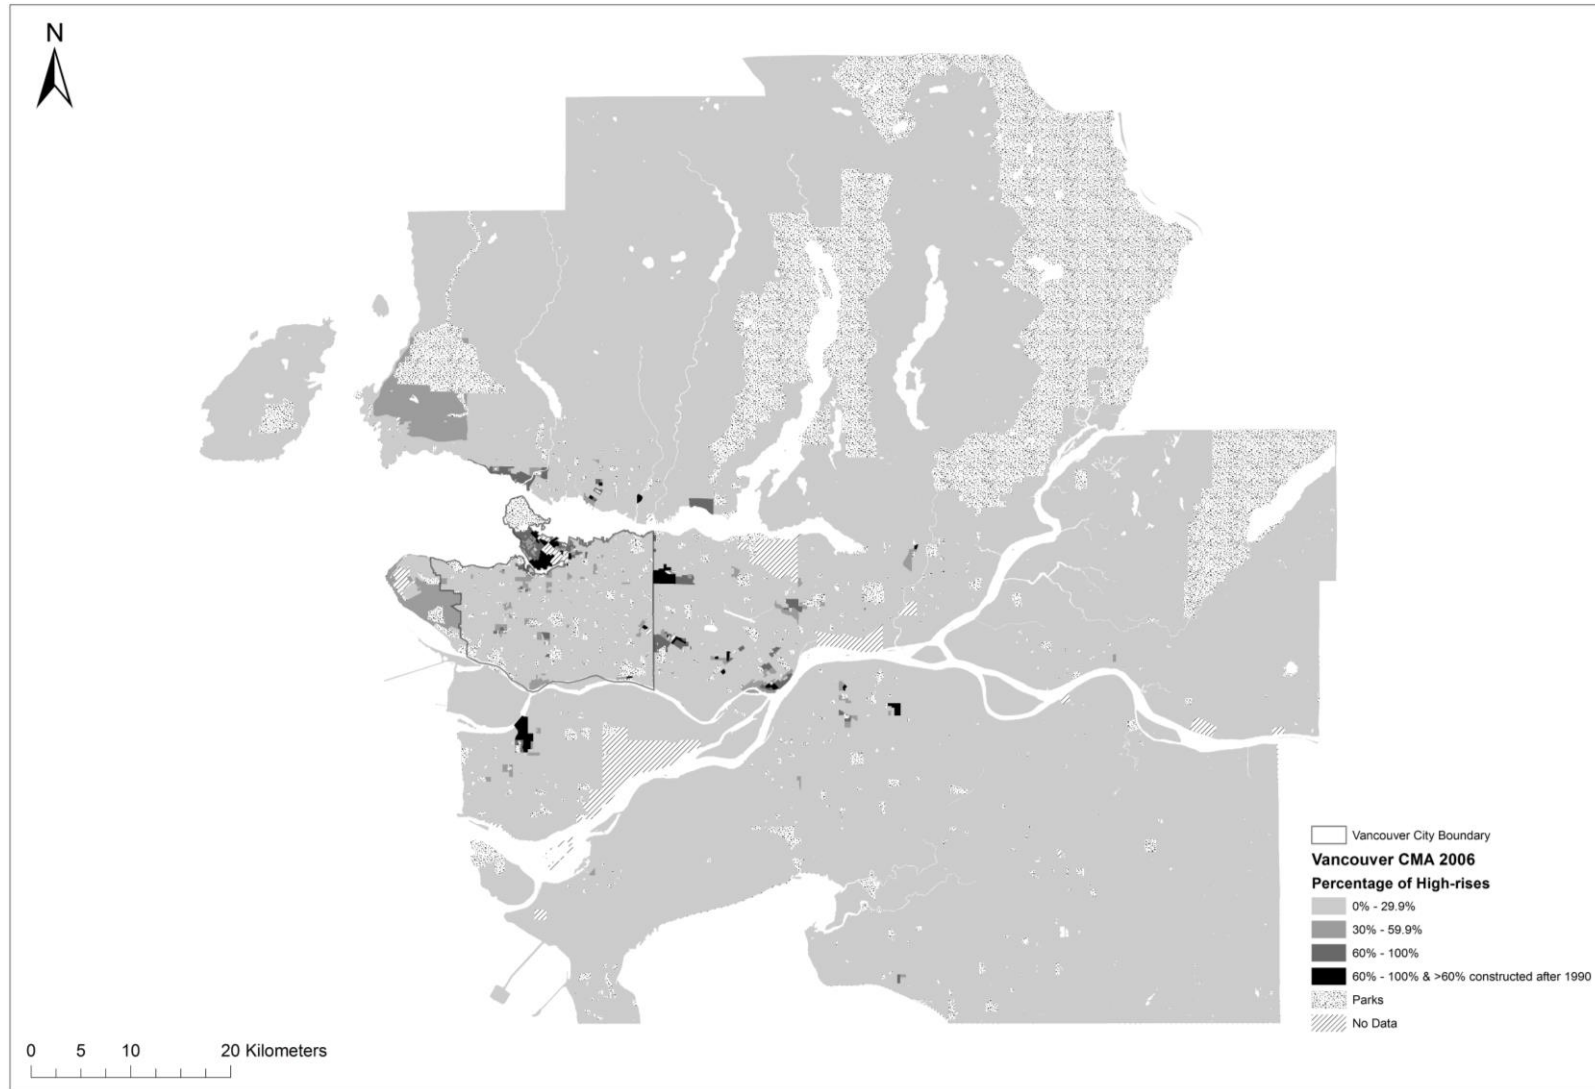 N
Vancouver City Boundary
Vancouver CMA 2006
Percentage of High-rises
0% - 29.9%
30% - 59.9%
60% - 100%
60% - 100% & >60% constructed after 1990
Parks
No Data
0 5 10 20 Kilometers